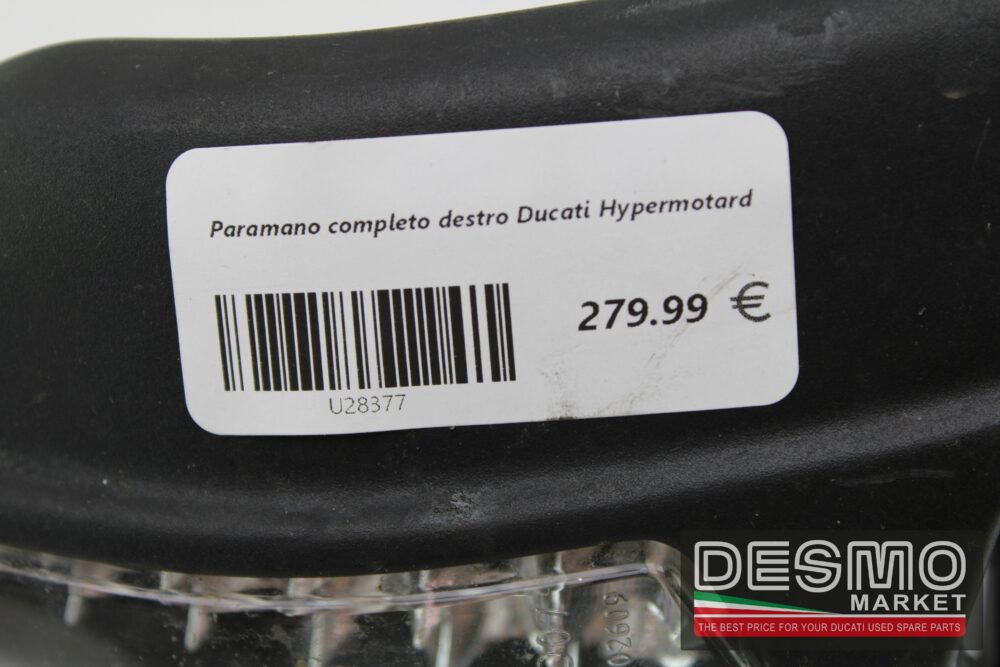 Paramano completo destro Ducati Hypermotard
279.99 €
U28377
DESMO
MARKET
THE BEST PRICE FOR YOUR DUCATI USED SPARE PARTS